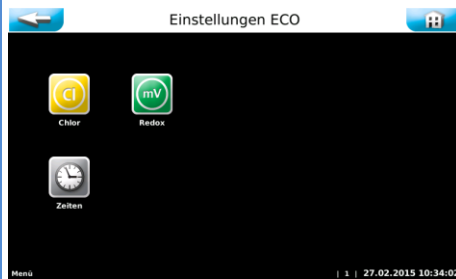 Einstellungen ECO
Cl mV
Chlor Redox
Zeiten
Menü | 1 | 27.02.2015 10:34:02